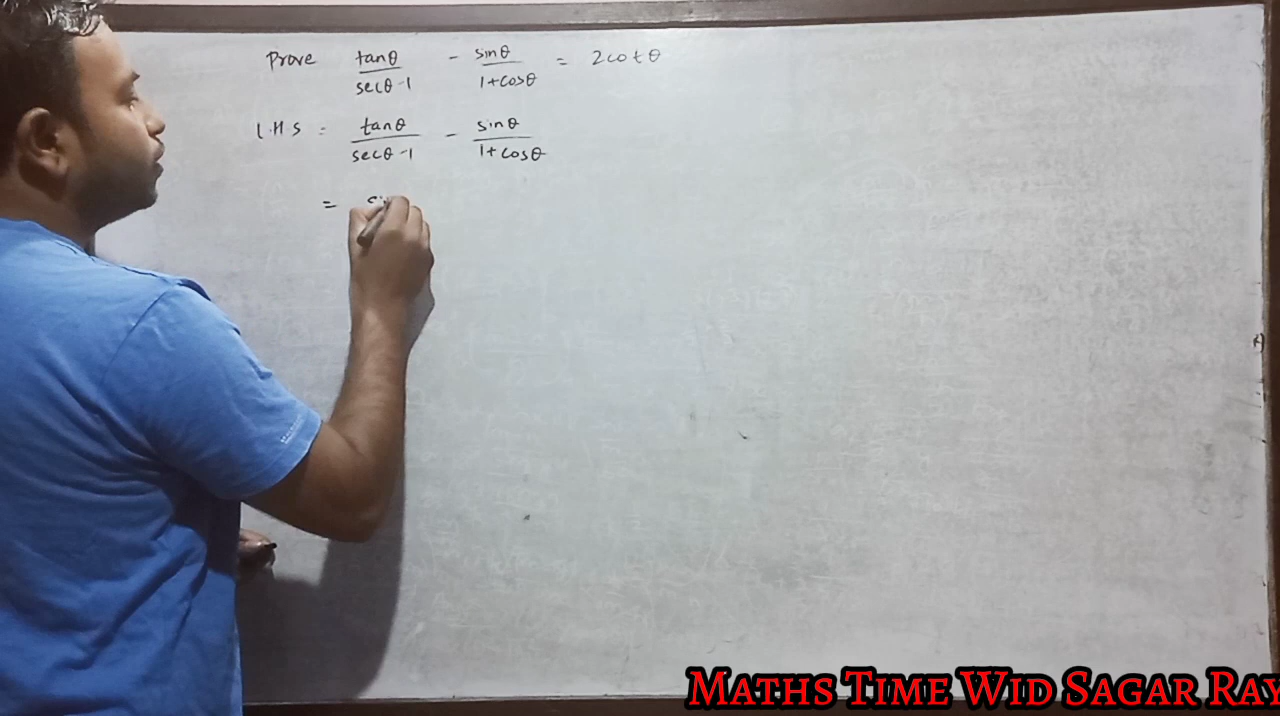 Prove tanθ/secθ-1 - sinθ/1+cosθ = 2cotθ
L.H.S = tanθ/secθ-1 - sinθ/1+cosθ
=
MATHS TIME WID SAGAR RAY